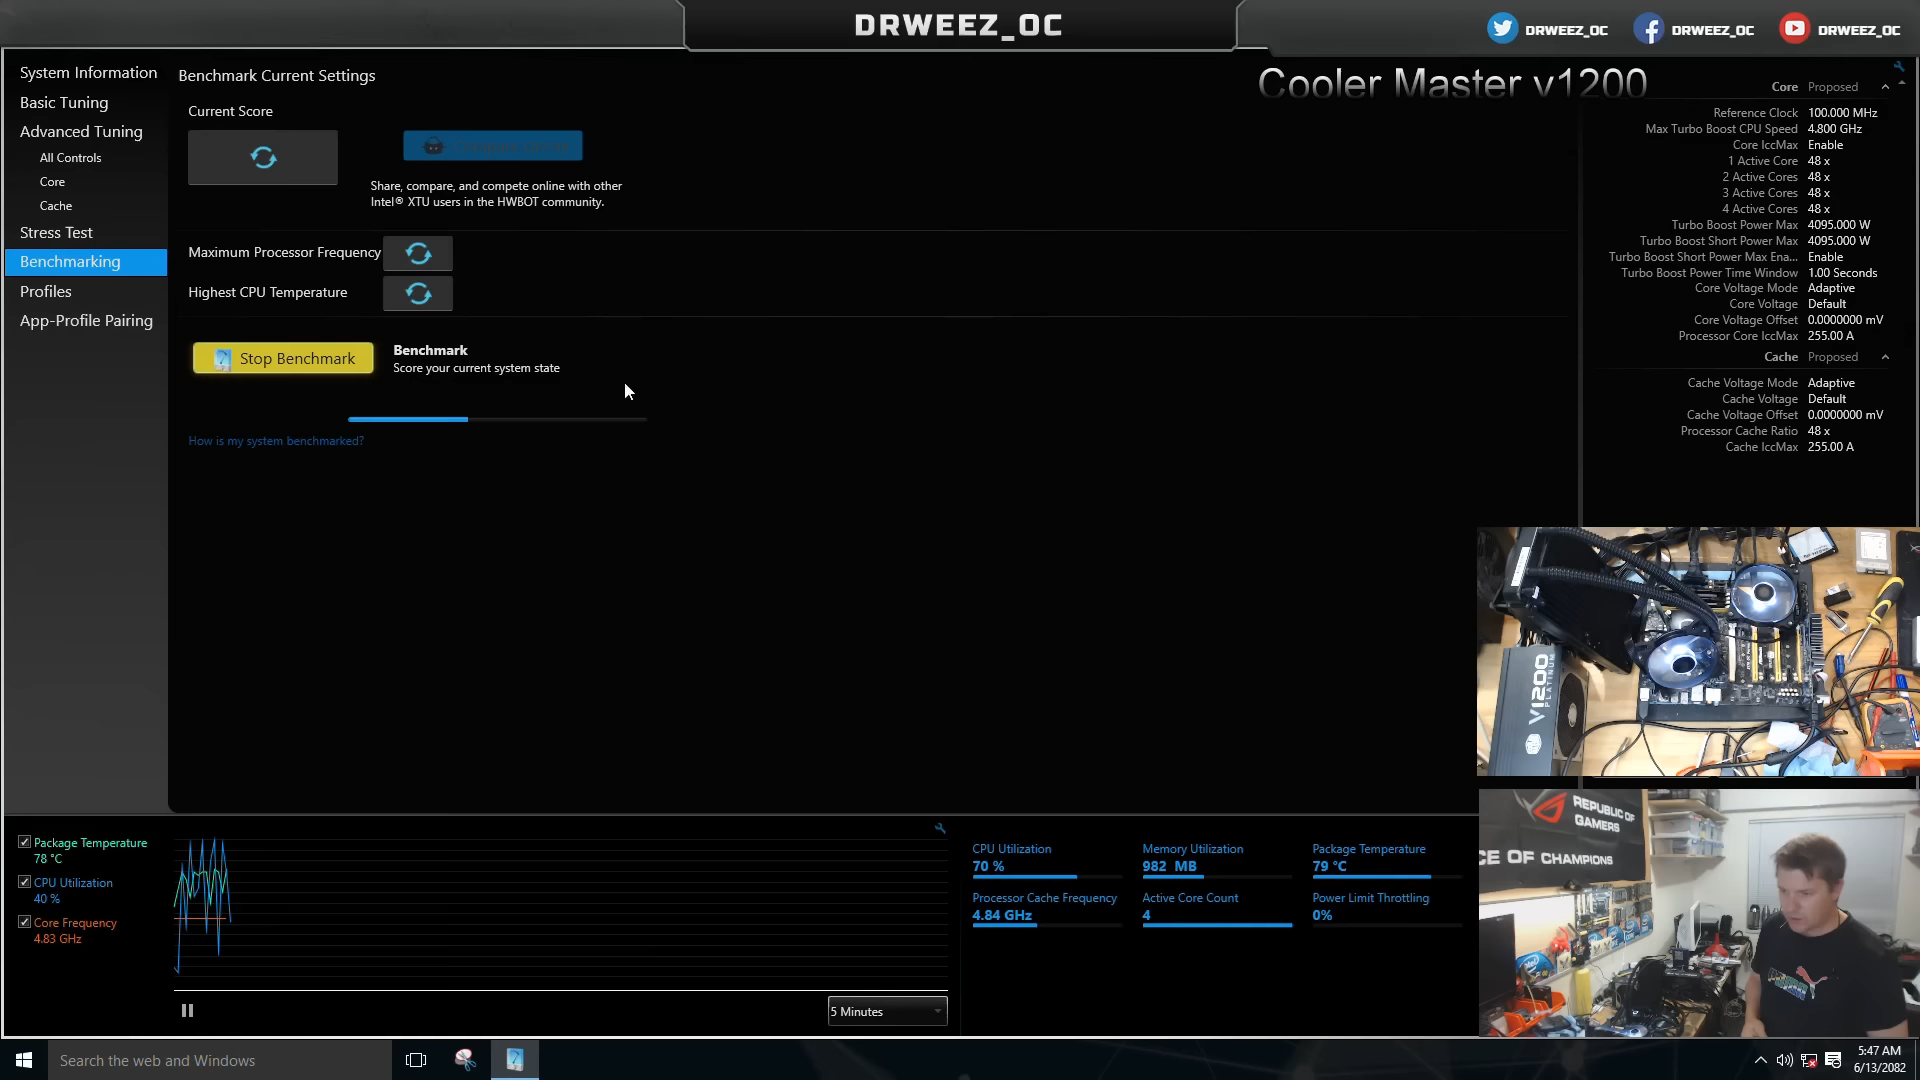 DRWEEZ_OC
DRWEEZ_OC
DRWEEZ_OC
DRWEEZ_OC
System Information
Basic Tuning
Advanced Tuning
All Controls
Core
Cache
Stress Test
Benchmarking
Profiles
App-Profile Pairing
Benchmark Current Settings
Current Score
Share, compare, and compete online with other
Intel® XTU users in the HWBOT community.
Maximum Processor Frequency
Highest CPU Temperature
Stop Benchmark
Benchmark
Score your current system state
How is my system benchmarked?
Cooler Master v1200
Core Proposed
Reference Clock 100.000 MHz
Max Turbo Boost CPU Speed 4.800 GHz
Core IccMax Enable
1 Active Core 48 x
2 Active Cores 48 x
3 Active Cores 48 x
4 Active Cores 48 x
Turbo Boost Power Max 4095.000 W
Turbo Boost Short Power Max 4095.000 W
Turbo Boost Short Power Max Ena... Enable
Turbo Boost Power Time Window 1.00 Seconds
Core Voltage Mode Adaptive
Core Voltage Default
Core Voltage Offset 0.0000000 mV
Processor Core IccMax 255.00 A
Cache Proposed
Cache Voltage Mode Adaptive
Cache Voltage Default
Cache Voltage Offset 0.0000000 mV
Processor Cache Ratio 48 x
Cache IccMax 255.00 A
V1200
PLATINUM
REPUBLIC OF
GAMERS
CE OF CHAMPIONS
Package Temperature
78 °C
CPU Utilization
40 %
Core Frequency
4.83 GHz
5 Minutes
CPU Utilization
70 %
Memory Utilization
982 MB
Package Temperature
79 °C
Processor Cache Frequency
4.84 GHz
Active Core Count
4
Power Limit Throttling
0%
Search the web and Windows
5:47 AM
6/13/2082